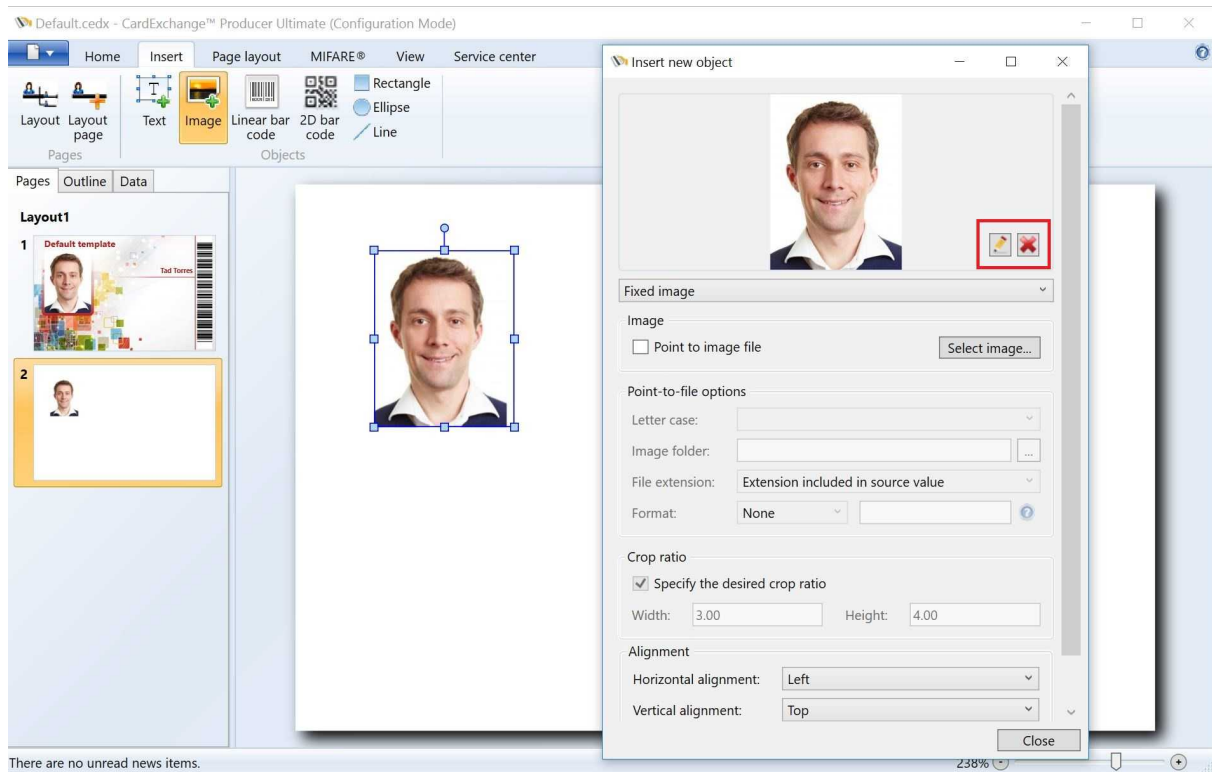 Default.cedx - CardExchange™ Producer Ultimate (Configuration Mode)
Home Insert Page layout MIFARE® View Service center
Layout Layout page Text Image Linear bar code 2D bar code
Rectangle
Ellipse
Line
Pages Objects
Pages Outline Data
Layout1
1 Default template
Tad Torres
2
Insert new object
Fixed image
Image
Point to image file Select image...
Point-to-file options
Letter case:
Image folder: ...
File extension: Extension included in source value
Format: None
Crop ratio
Specify the desired crop ratio
Width: 3.00 Height: 4.00
Alignment
Horizontal alignment: Left
Vertical alignment: Top
Close
There are no unread news items. 238%